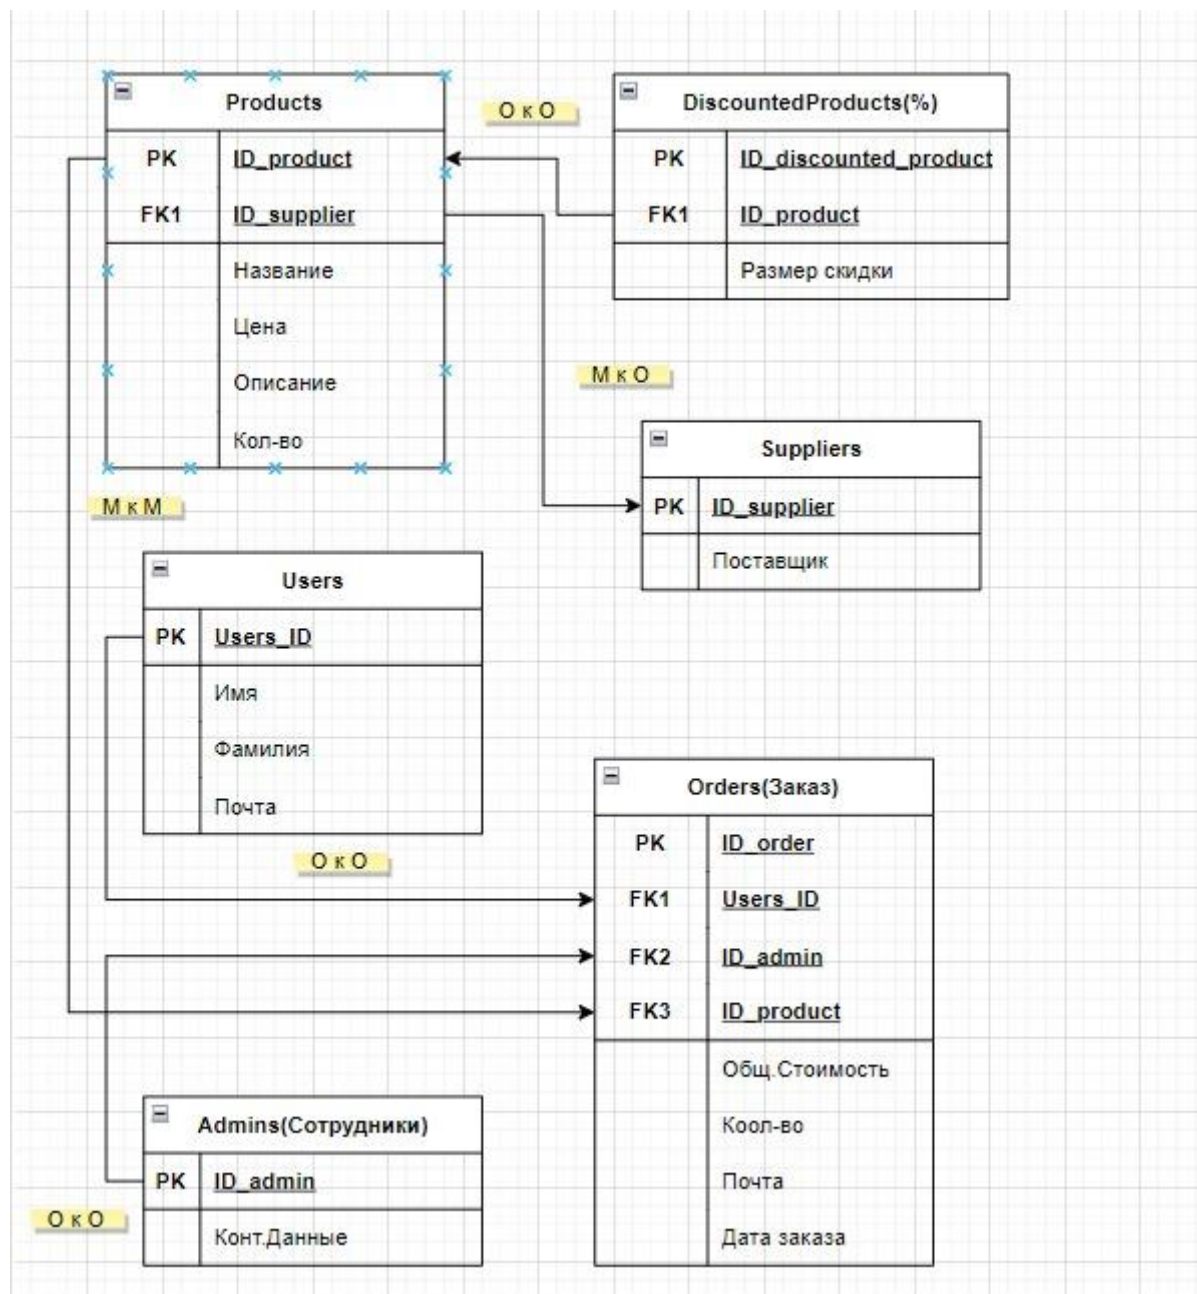 Products
PK ID_product
FK1 ID_supplier
Название
Цена
Описание
Кол-во
О к О
DiscountedProducts(%)
PK ID_discounted_product
FK1 ID_product
Размер скидки
М к О
Suppliers
PK ID_supplier
Поставщик
М к М
Users
PK Users_ID
Имя
Фамилия
Почта
О к О
Orders(Заказ)
PK ID_order
FK1 Users_ID
FK2 ID_admin
FK3 ID_product
Общ.Стоимость
Коол-во
Почта
Дата заказа
Admins(Сотрудники)
PK ID_admin
Конт.Данные
О к О